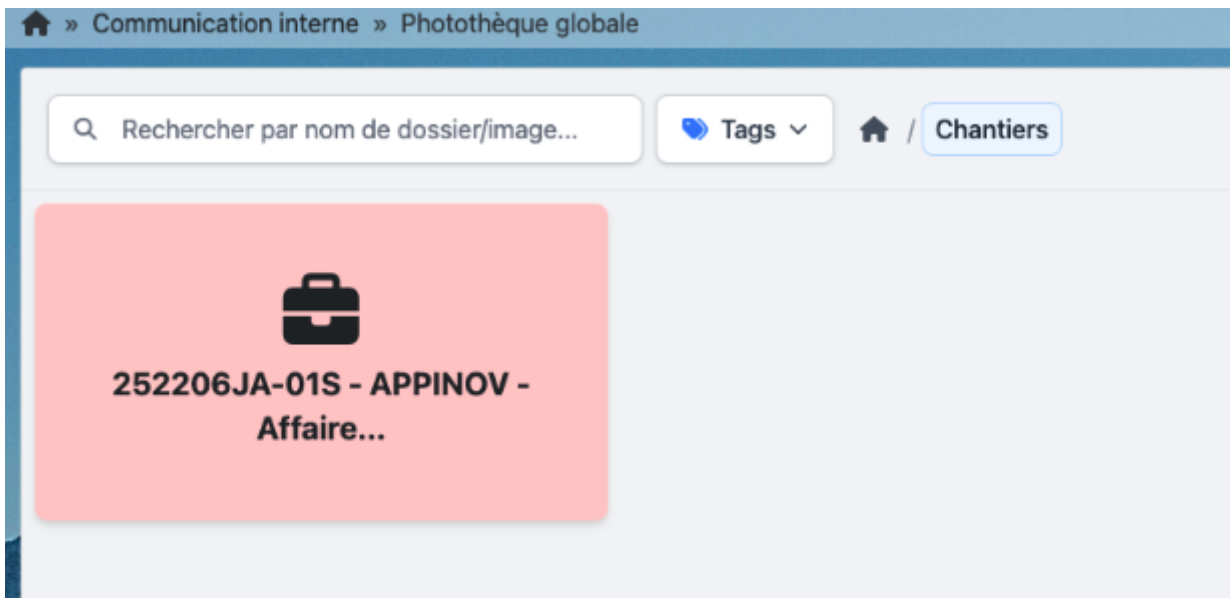 » Communication interne » Photothèque globale
Rechercher par nom de dossier/image... Tags / Chantiers
252206JA-01S - APPINOV -
Affaire...